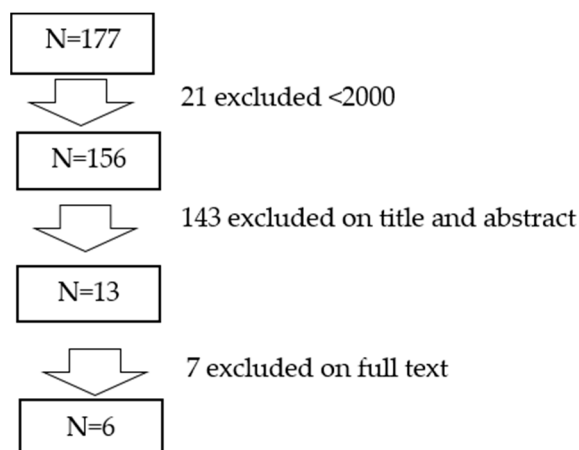 N=177
21 excluded <2000
N=156
143 excluded on title and abstract
N=13
7 excluded on full text
N=6